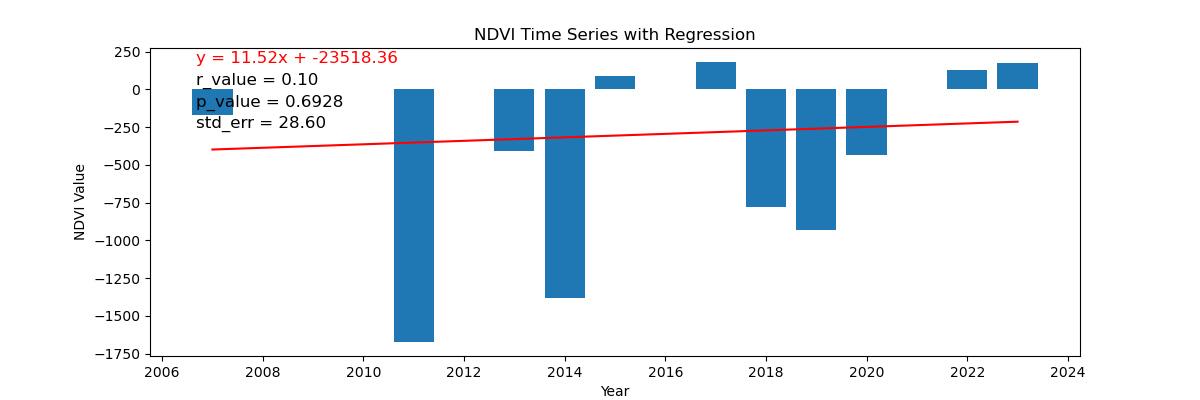 NDVI Time Series with Regression
y = 11.52x + -23518.36
r_value = 0.10
p_value = 0.6928
std_err = 28.60
NDVI Value
250
0
−250
−500
−750
−1000
−1250
−1500
−1750
2006 2008 2010 2012 2014 2016 2018 2020 2022 2024
Year